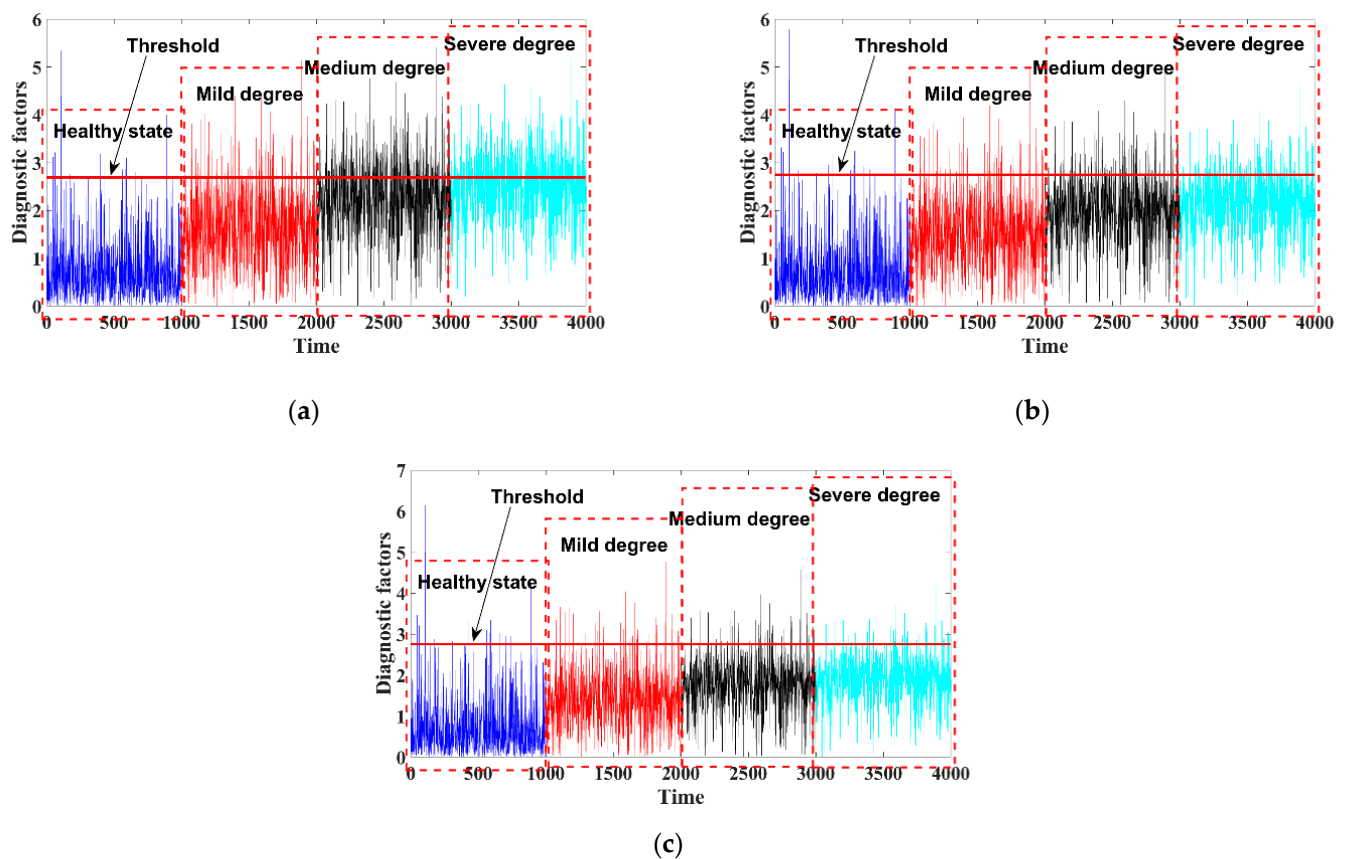 6
5
4
3
2
1
0
Diagnostic factors
Threshold
Healthy state
Mild degree
Medium degree
Severe degree
0 500 1000 1500 2000 2500 3000 3500 4000
Time
(a)
6
5
4
3
2
1
0
Diagnostic factors
Threshold
Healthy state
Mild degree
Medium degree
Severe degree
0 500 1000 1500 2000 2500 3000 3500 4000
Time
(b)
7
6
5
4
3
2
1
0
Diagnostic factors
Threshold
Healthy state
Mild degree
Medium degree
Severe degree
0 500 1000 1500 2000 2500 3000 3500 4000
Time
(c)